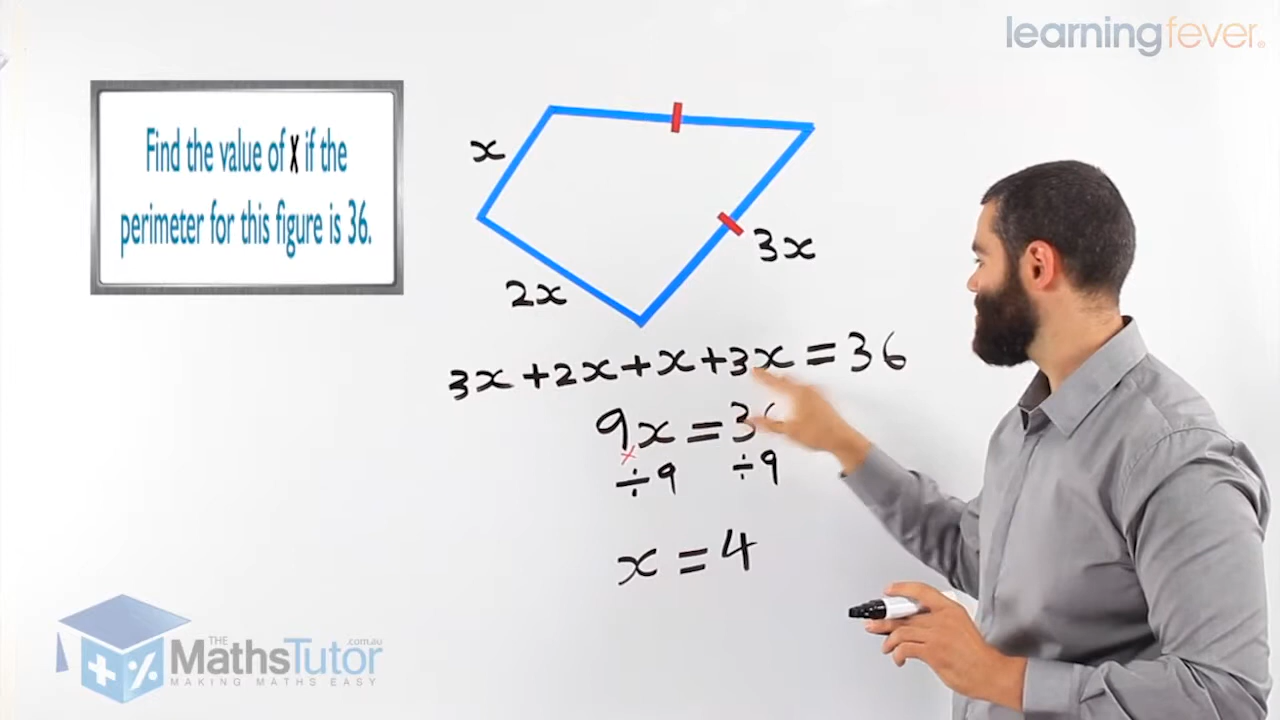 learningfever
Find the value of x if the
perimeter for this figure is 36.
x
3x
2x
3x + 2x + x + 3x = 36
9x = 3
÷9 ÷9
x = 4
+ %
THE
MathsTutor
.com.au
MAKING MATHS EASY